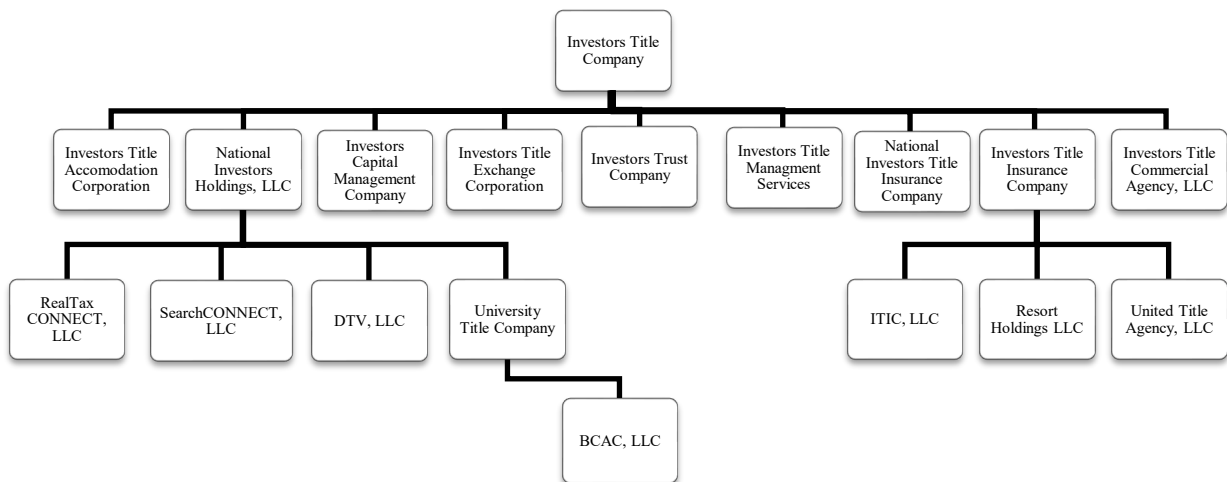 Investors Title
Company
Investors Title
Accomodation
Corporation
National
Investors
Holdings, LLC
Investors
Capital
Management
Company
Investors Title
Exchange
Corporation
Investors Trust
Company
Investors Title
Managment
Services
National
Investors Title
Insurance
Company
Investors Title
Insurance
Company
Investors Title
Commercial
Agency, LLC
RealTax
CONNECT,
LLC
SearchCONNECT,
LLC
DTV, LLC
University
Title Company
ITIC, LLC
Resort
Holdings LLC
United Title
Agency, LLC
BCAC, LLC